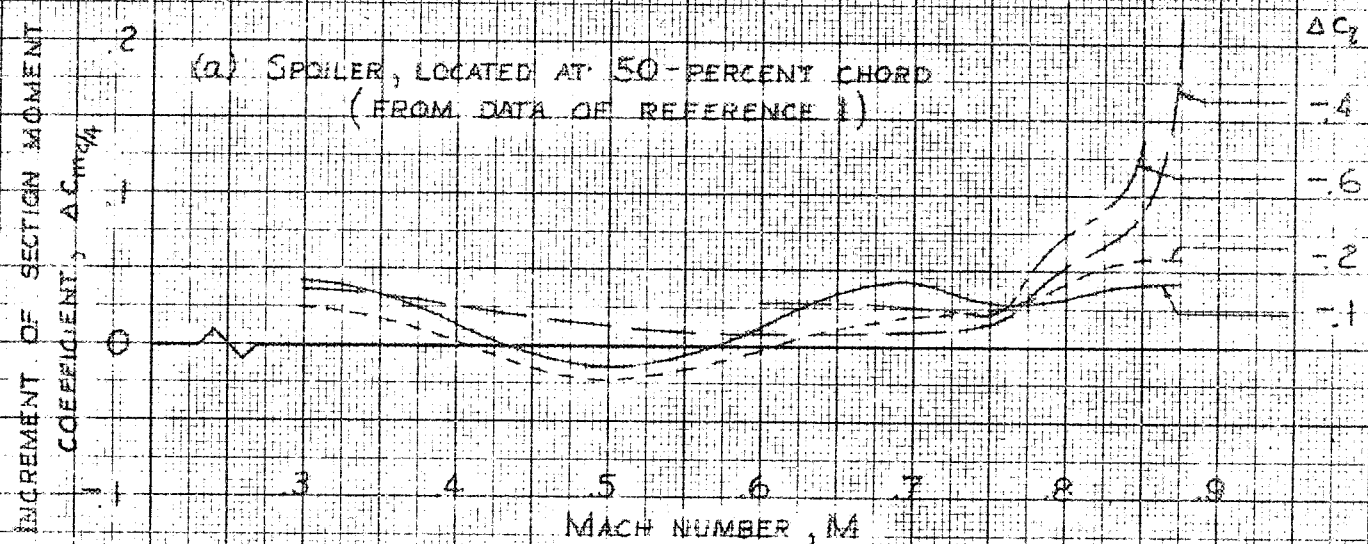 INCREMENT OF SECTION MOMENT
COEFFICIENT, ΔCmc/4
.2
.1
0
-.1
(a) SPOILER, LOCATED AT 50-PERCENT CHORD
(FROM DATA OF REFERENCE 1)
ΔCl
-.4
-.6
-.2
-.1
.3 .4 .5 .6 .7 .8 .9
MACH NUMBER, M